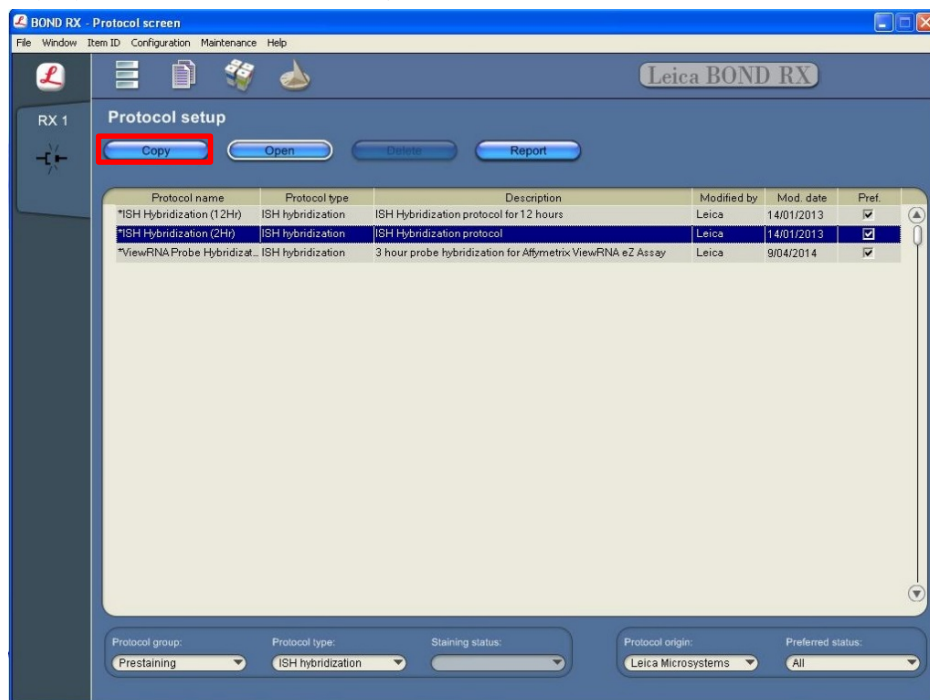 BOND RX - Protocol screen
File Window Item ID Configuration Maintenance Help
Leica BOND RX
RX 1
Protocol setup
Copy Open Delete Report
Protocol name Protocol type Description Modified by Mod. date Pref.
*ISH Hybridization (12Hr) ISH hybridization ISH Hybridization protocol for 12 hours Leica 14/01/2013
*ISH Hybridization (2Hr) ISH hybridization ISH Hybridization protocol Leica 14/01/2013
*ViewRNA Probe Hybridizat... ISH hybridization 3 hour probe hybridization for Affymetrix ViewRNA eZ Assay Leica 9/04/2014
Protocol group: Protocol type: Staining status: Protocol origin: Preferred status:
Prestaining ISH hybridization Leica Microsystems All